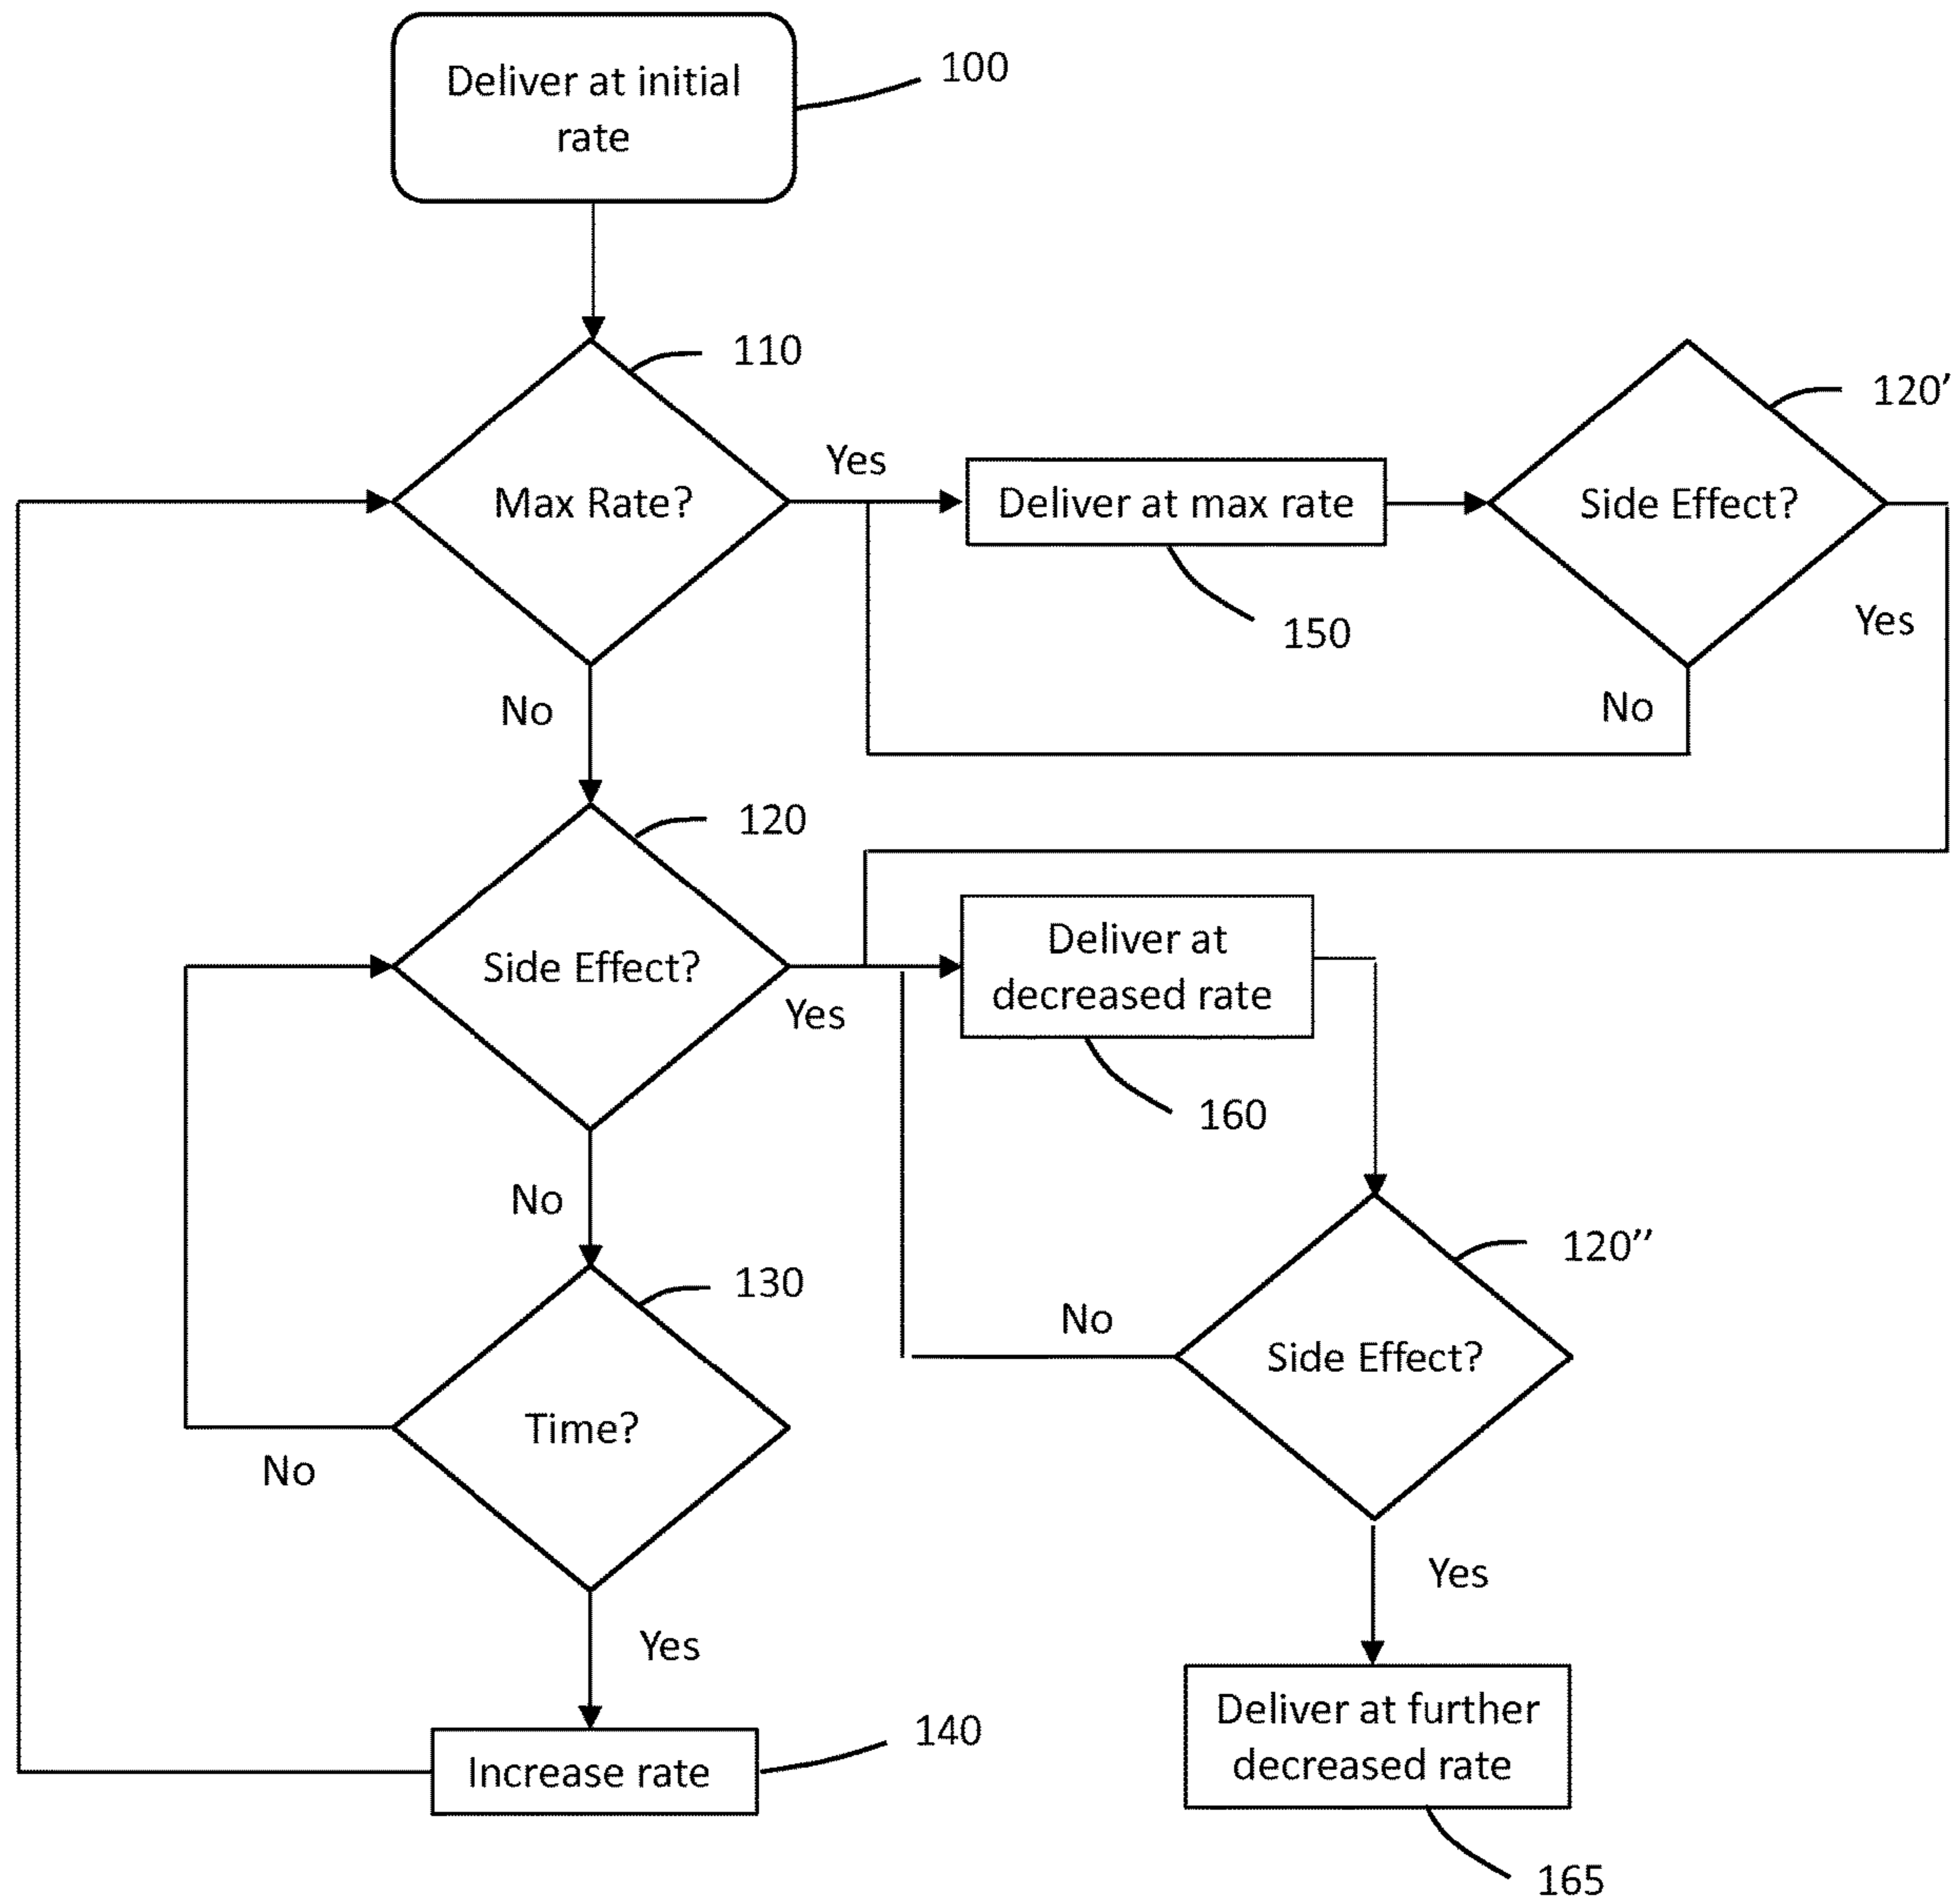 Deliver at initial
rate
100
110
Max Rate?
Yes
Deliver at max rate
150
120’
Side Effect?
Yes
No
No
120
Side Effect?
Yes
Deliver at
decreased rate
160
No
130
Time?
No
Yes
120’’
No
Side Effect?
Yes
Increase rate
140
Deliver at further
decreased rate
165